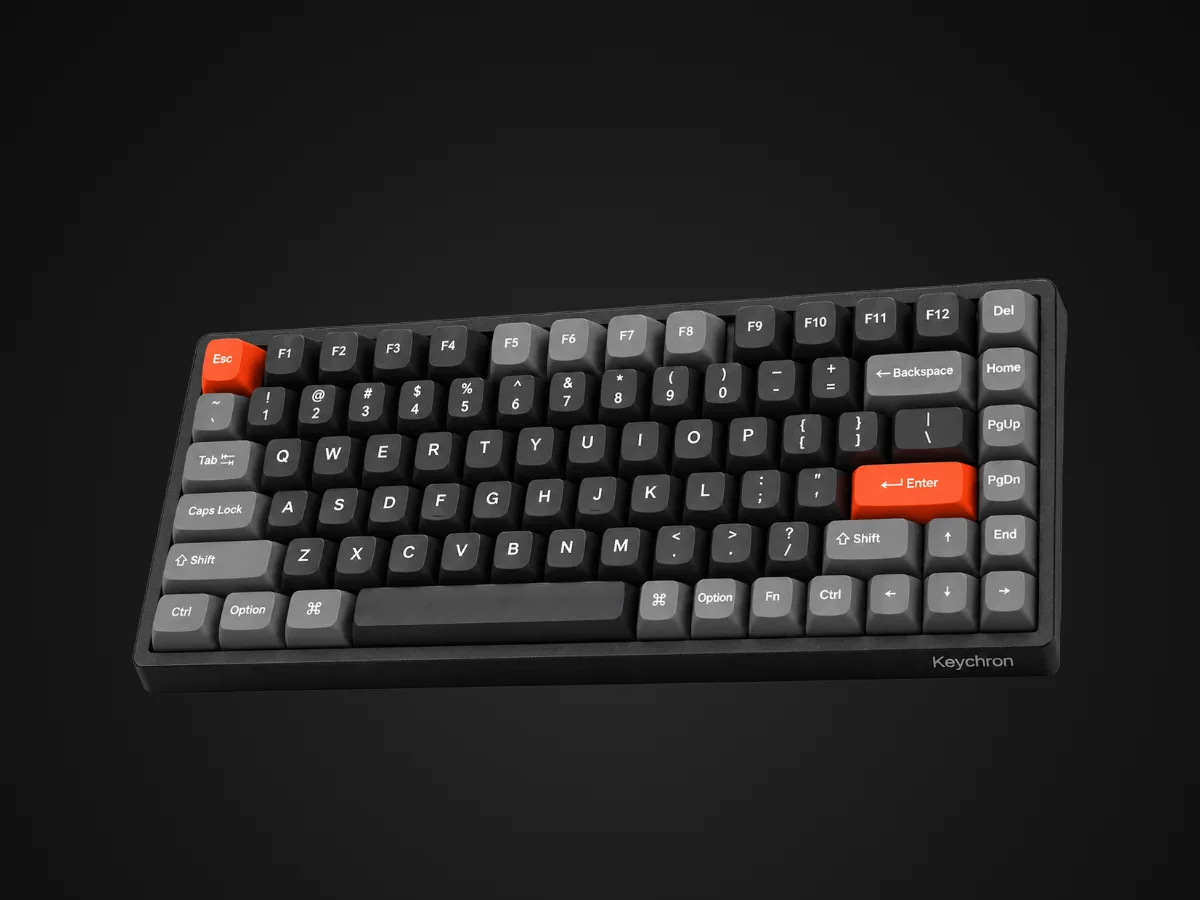 Esc F1 F2 F3 F4 F5 F6 F7 F8 F9 F10 F11 F12 Del
~ ! @ # $ % ^ & * ( ) — +
` 1 2 3 4 5 6 7 8 9 0 - = ← Backspace Home
Tab Q W E R T Y U I O P { } | PgUp
[ ] \
Caps Lock A S D F G H J K L : " ↵ Enter PgDn
; '
⇧ Shift Z X C V B N M < > ? ⇧ Shift ↑ End
, . /
Ctrl Option ⌘ ⌘ Option Fn Ctrl ← ↓ →
Keychron